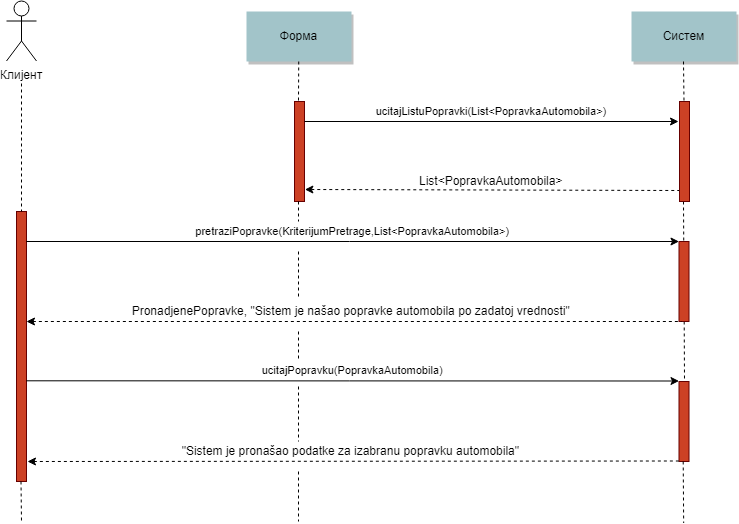 Клијент
Форма
Систем
ucitajListuPopravki(List<PopravkaAutomobila>)
List<PopravkaAutomobila>
pretraziPopravke(KriterijumPretrage,List<PopravkaAutomobila>)
PronadjenePopravke, "Sistem je našao popravke automobila po zadatoj vrednosti"
ucitajPopravku(PopravkaAutomobila)
"Sistem je pronašao podatke za izabranu popravku automobila"